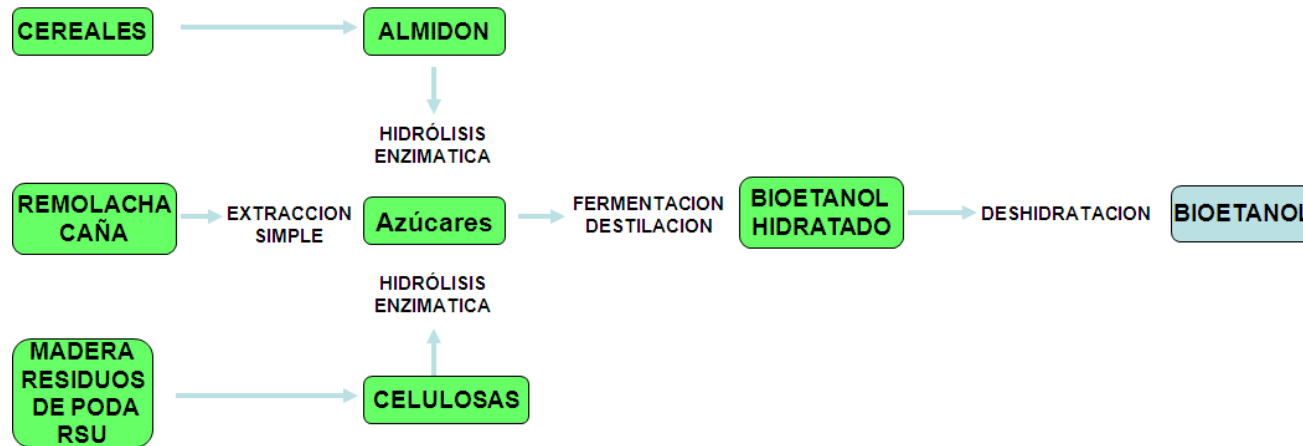 CEREALES
ALMIDON
HIDRÓLISIS
ENZIMATICA
REMOLACHA
CAÑA
EXTRACCION
SIMPLE
Azúcares
FERMENTACION
DESTILACION
BIOETANOL
HIDRATADO
DESHIDRATACION
BIOETANOL
HIDRÓLISIS
ENZIMATICA
MADERA
RESIDUOS
DE PODA
RSU
CELULOSAS